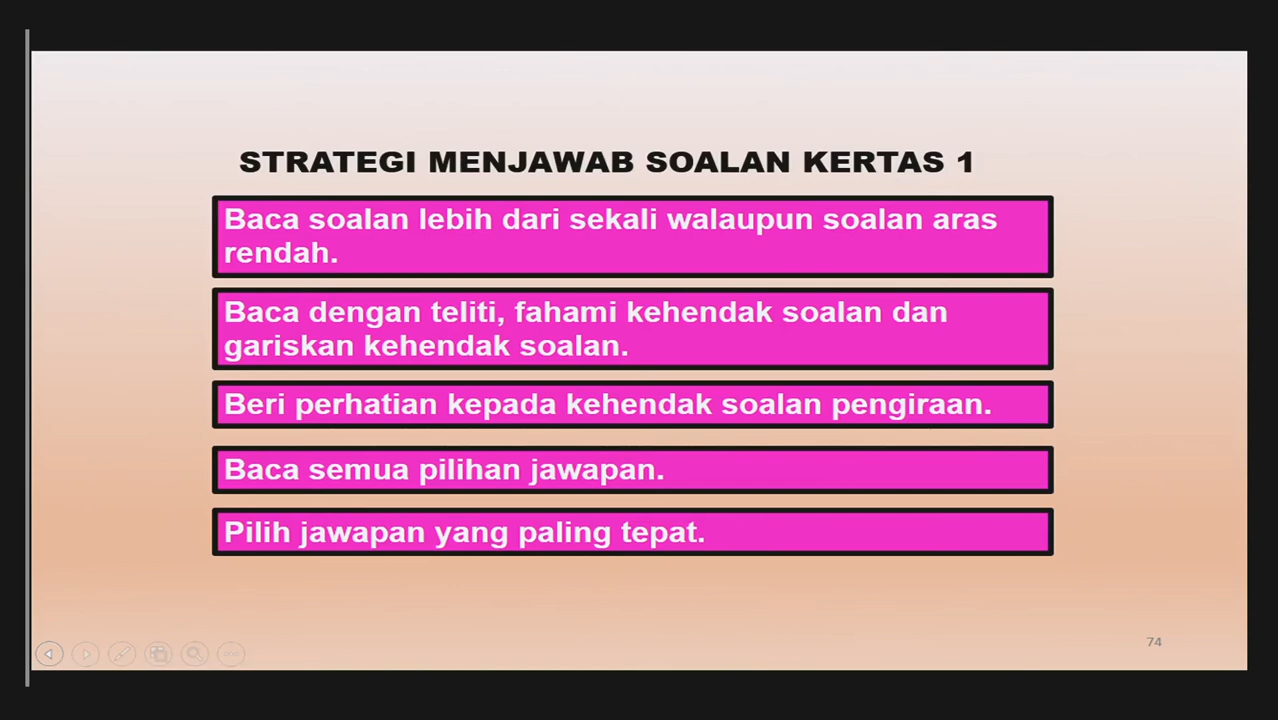 STRATEGI MENJAWAB SOALAN KERTAS 1
Baca soalan lebih dari sekali walaupun soalan aras
rendah.
Baca dengan teliti, fahami kehendak soalan dan
gariskan kehendak soalan.
Beri perhatian kepada kehendak soalan pengiraan.
Baca semua pilihan jawapan.
Pilih jawapan yang paling tepat.
74